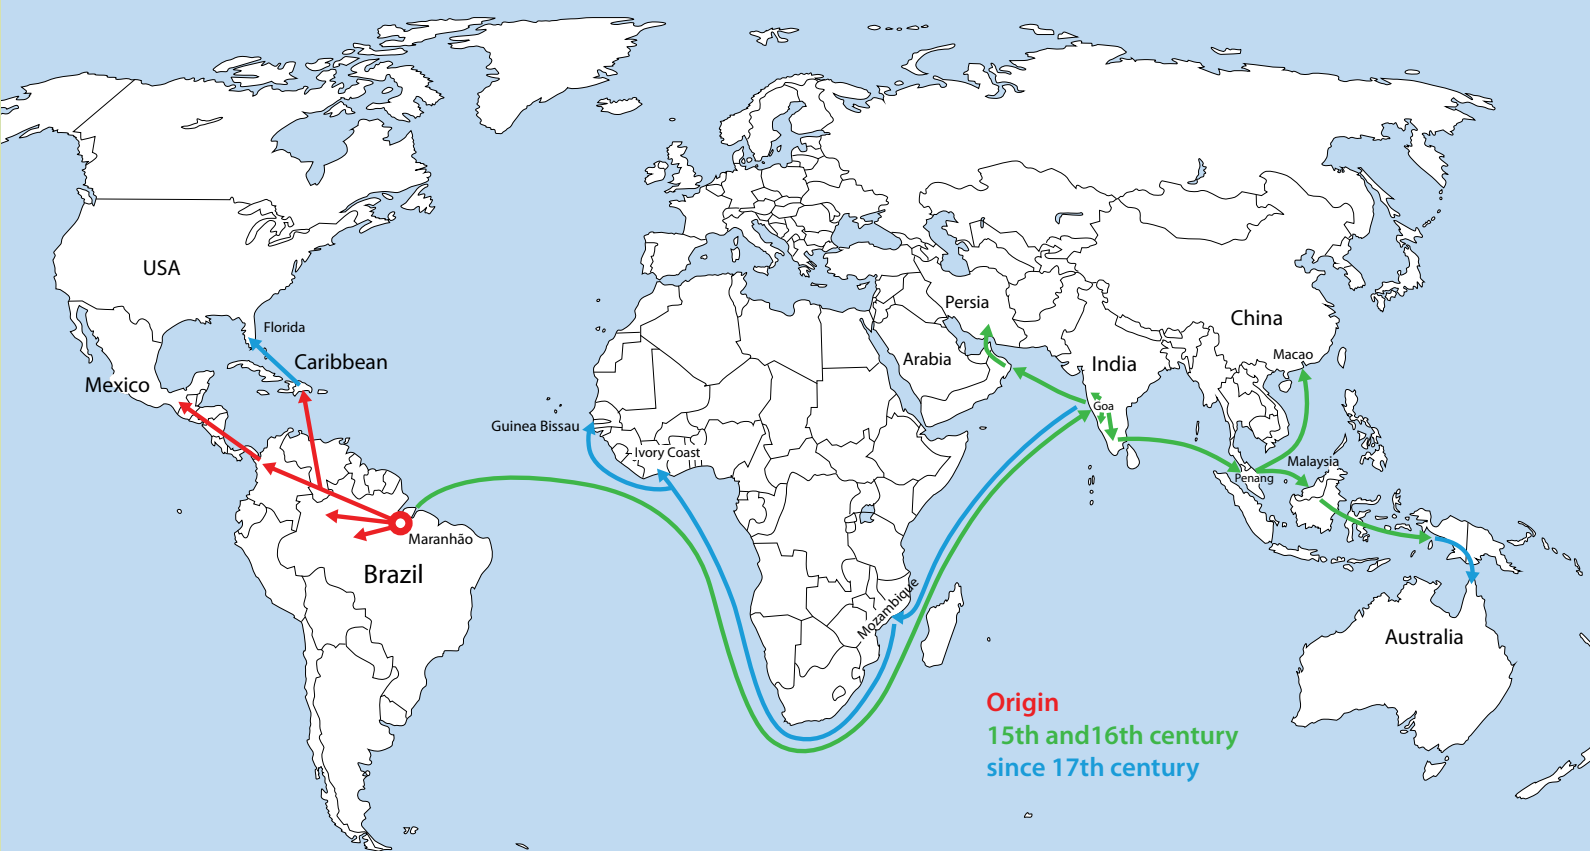 USA
Florida
Caribbean
Mexico
Maranhão
Brazil
Guinea Bissau
Ivory Coast
Mozambique
Persia
Arabia
India
Goa
China
Macao
Malaysia
Penang
Australia
Origin
15th and16th century
since 17th century